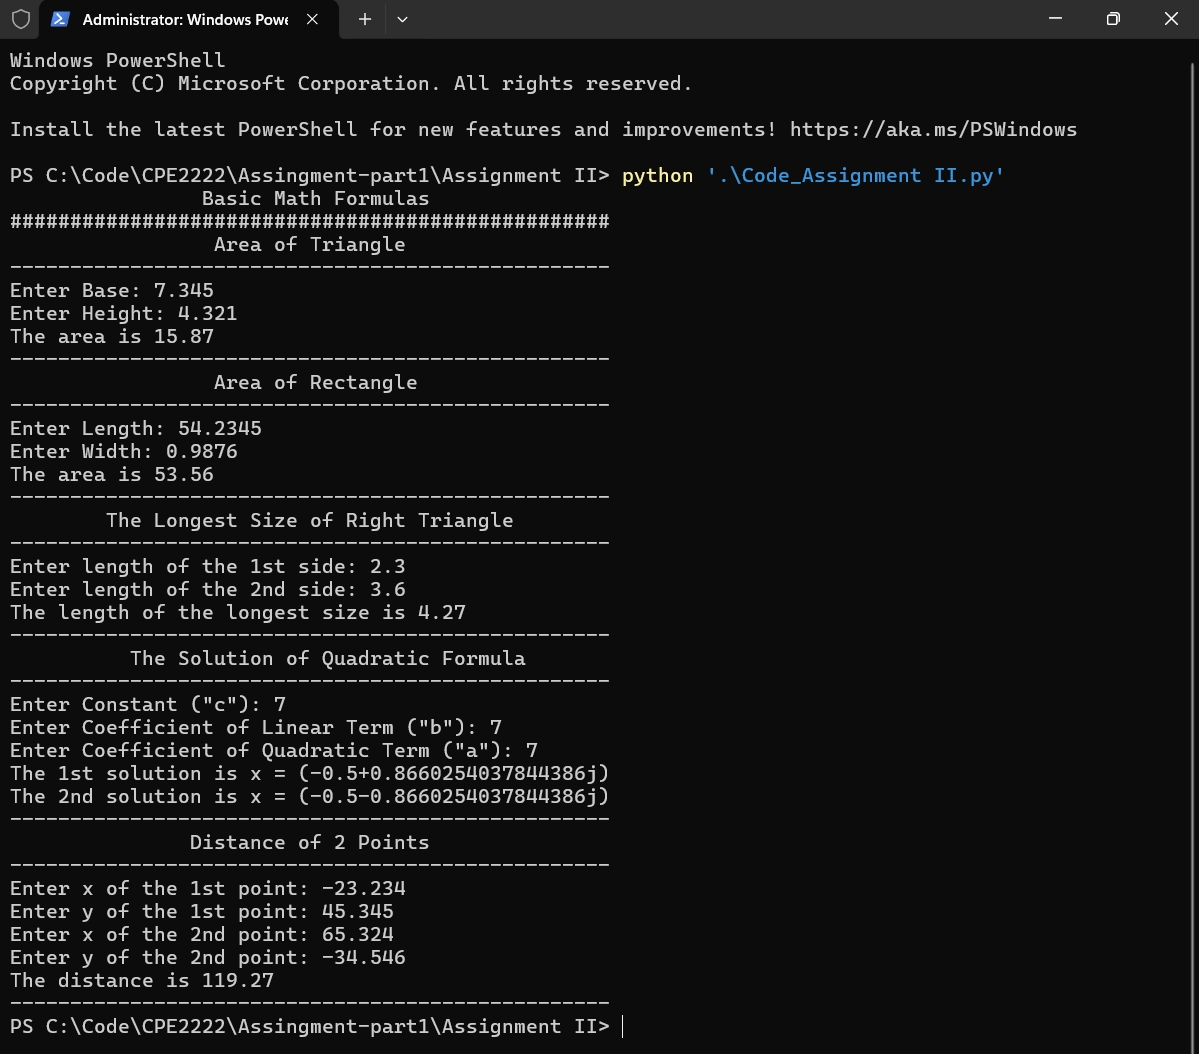 Administrator: Windows Powe
Windows PowerShell
Copyright (C) Microsoft Corporation. All rights reserved.
Install the latest PowerShell for new features and improvements! https://aka.ms/PSWindows
PS C:\Code\CPE2222\Assingment-part1\Assignment II> python '.\Code_Assignment II.py'
Basic Math Formulas
##################################################
Area of Triangle
--------------------------------------------------
Enter Base: 7.345
Enter Height: 4.321
The area is 15.87
--------------------------------------------------
Area of Rectangle
--------------------------------------------------
Enter Length: 54.2345
Enter Width: 0.9876
The area is 53.56
--------------------------------------------------
The Longest Size of Right Triangle
--------------------------------------------------
Enter length of the 1st side: 2.3
Enter length of the 2nd side: 3.6
The length of the longest size is 4.27
--------------------------------------------------
The Solution of Quadratic Formula
--------------------------------------------------
Enter Constant ("c"): 7
Enter Coefficient of Linear Term ("b"): 7
Enter Coefficient of Quadratic Term ("a"): 7
The 1st solution is x = (-0.5+0.8660254037844386j)
The 2nd solution is x = (-0.5-0.8660254037844386j)
--------------------------------------------------
Distance of 2 Points
--------------------------------------------------
Enter x of the 1st point: -23.234
Enter y of the 1st point: 45.345
Enter x of the 2nd point: 65.324
Enter y of the 2nd point: -34.546
The distance is 119.27
--------------------------------------------------
PS C:\Code\CPE2222\Assingment-part1\Assignment II>